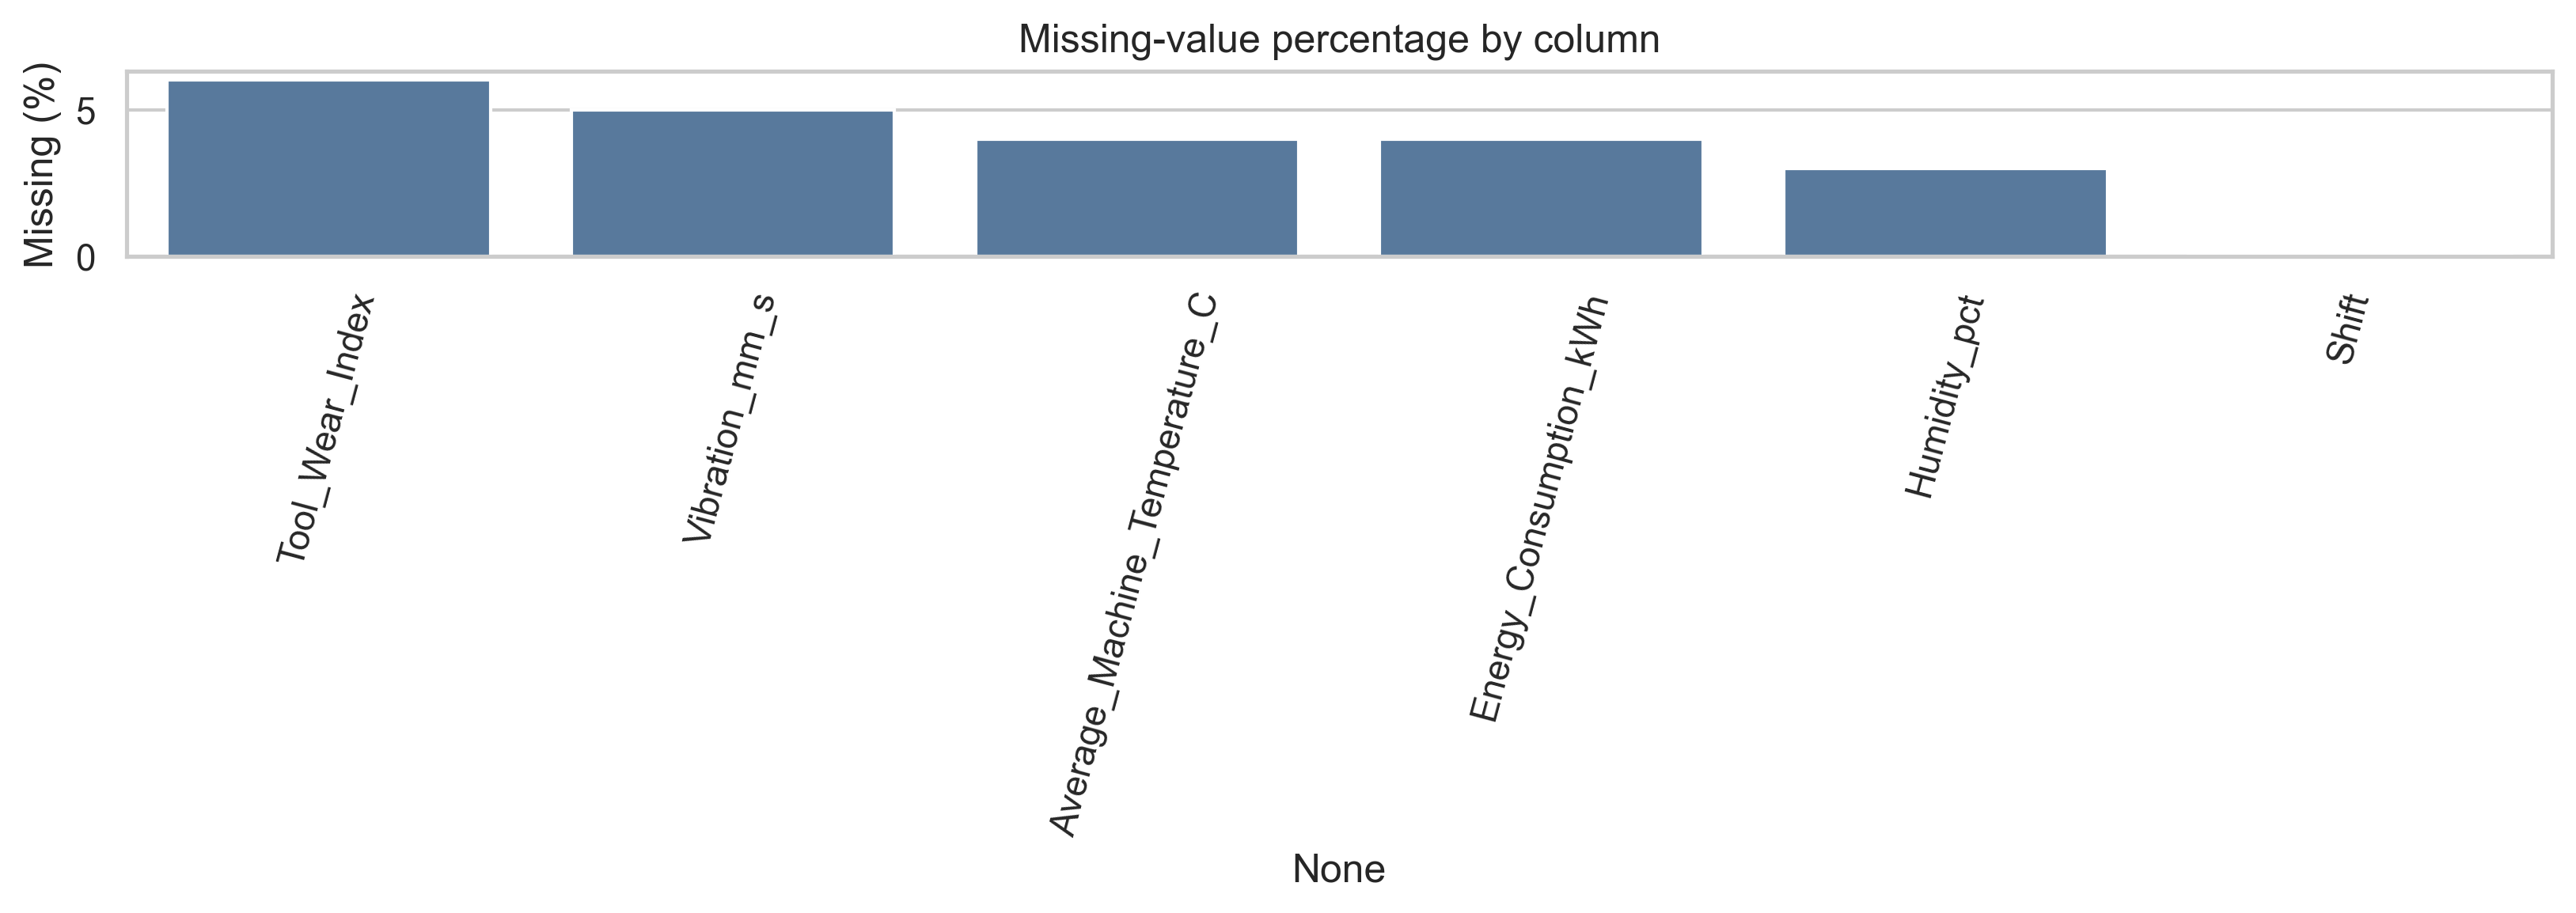 Missing-value percentage by column
Missing (%)
5
0
Tool_Wear_Index
Vibration_mm_s
Average_Machine_Temperature_C
Energy_Consumption_kWh
Humidity_pct
Shift
None